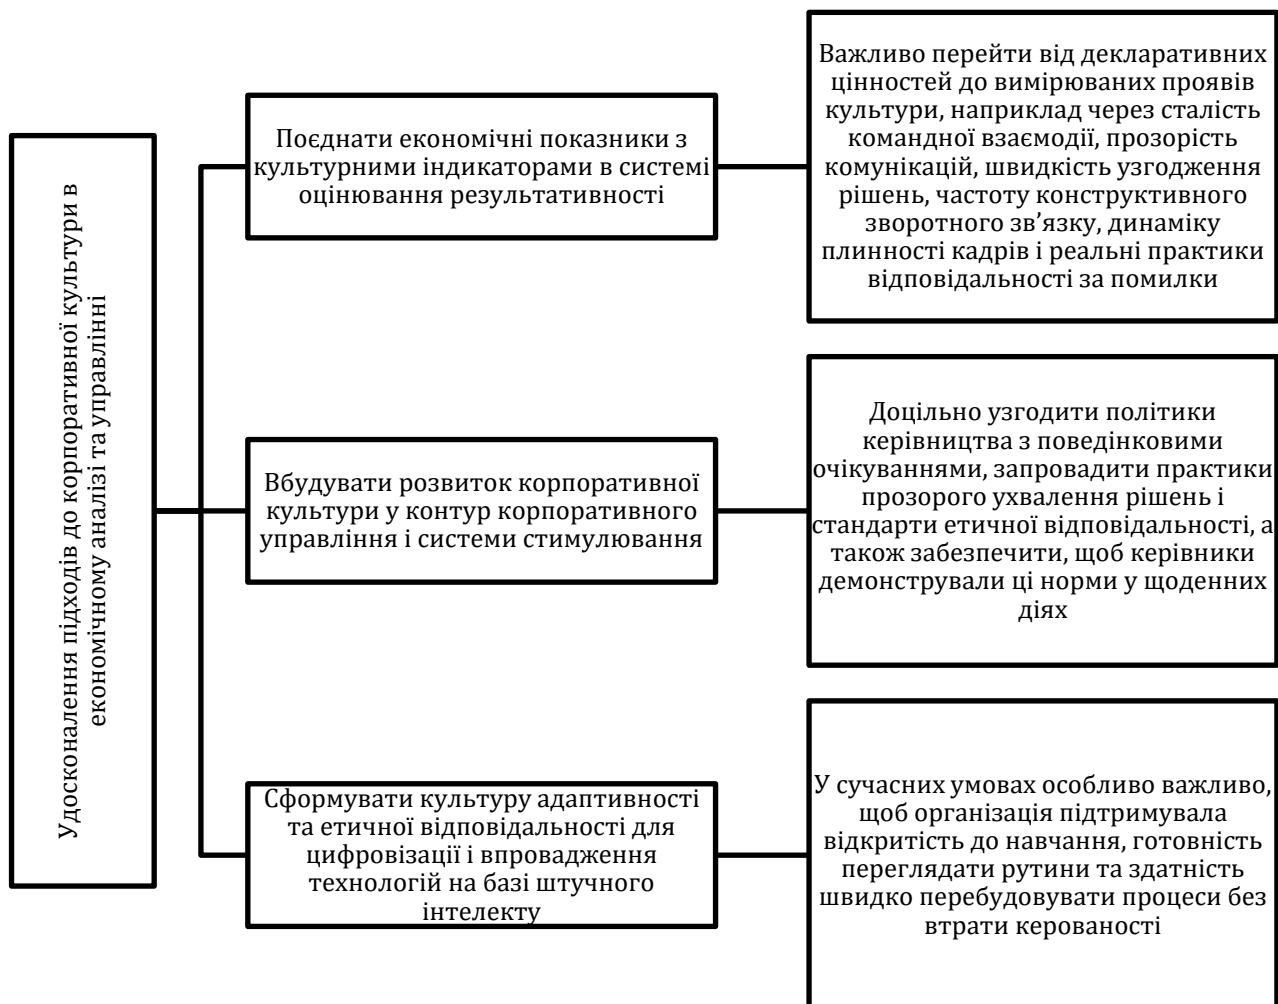 Удосконалення підходів до корпоративної культури в
економічному аналізі та управлінні
Поєднати економічні показники з
культурними індикаторами в системі
оцінювання результативності
Важливо перейти від декларативних
цінностей до вимірюваних проявів
культури, наприклад через сталість
командної взаємодії, прозорість
комунікацій, швидкість узгодження
рішень, частоту конструктивного
зворотного зв’язку, динаміку
плинності кадрів і реальні практики
відповідальності за помилки
Вбудувати розвиток корпоративної
культури у контур корпоративного
управління і системи стимулювання
Доцільно узгодити політики
керівництва з поведінковими
очікуваннями, запровадити практики
прозорого ухвалення рішень і
стандарти етичної відповідальності, а
також забезпечити, щоб керівники
демонстрували ці норми у щоденних
діях
Сформувати культуру адаптивності
та етичної відповідальності для
цифровізації і впровадження
технологій на базі штучного
інтелекту
У сучасних умовах особливо важливо,
щоб організація підтримувала
відкритість до навчання, готовність
переглядати рутини та здатність
швидко перебудовувати процеси без
втрати керованості